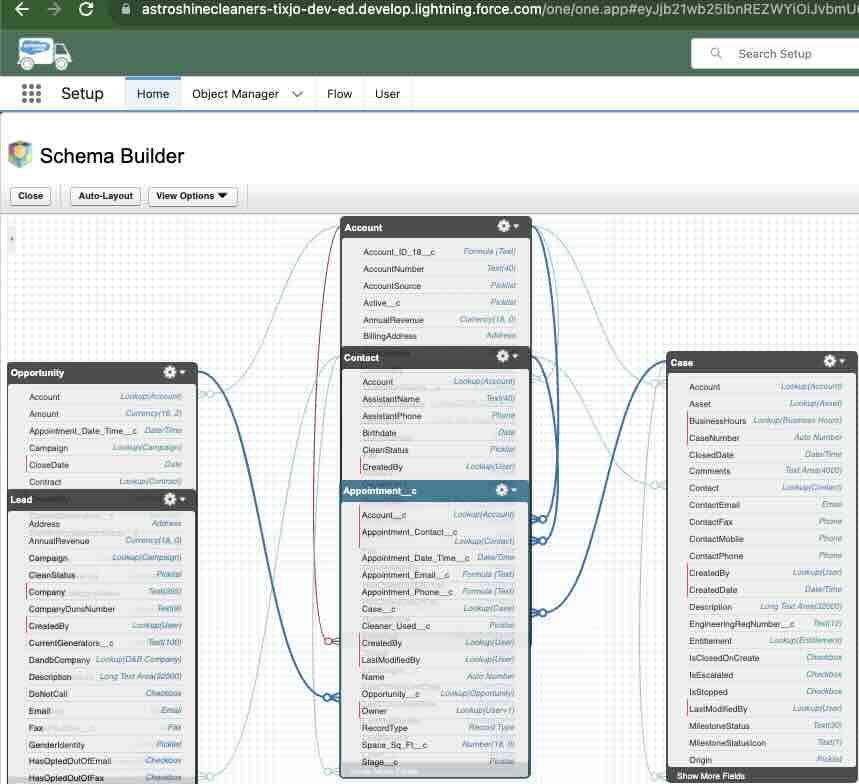 astroshinecleaners-tixjo-dev-ed.develop.lightning.force.com/one/one.app#eyJjb21wb25lbnREZWYiOiJvbmU
Search Setup
Setup Home Object Manager Flow User
Schema Builder
Close Auto-Layout View Options
Account
Account_ID_18__c Formula (Text)
AccountNumber Text(40)
AccountSource Picklist
Active__c Picklist
AnnualRevenue Currency(18, 0)
BillingAddress Address
Contact
Account Lookup(Account)
AssistantName Text(40)
AssistantPhone Phone
Birthdate Date
CleanStatus Picklist
CreatedBy Lookup(User)
Appointment__c
Account__c Lookup(Account)
Appointment_Contact__c
Lookup(Contact)
Appointment_Date_Time__c Date/Time
Appointment_Email__c Formula (Text)
Appointment_Phone__c Formula (Text)
Case__c Lookup(Case)
Cleaner_Used__c Picklist
CreatedBy Lookup(User)
LastModifiedBy Lookup(User)
Name Auto Number
Opportunity__c Lookup(Opportunity)
Owner Lookup(User+1)
RecordType Record Type
Space_Sq_Ft__c Number(18, 0)
Stage__c Picklist
Opportunity
Account Lookup(Account)
Amount Currency(16, 2)
Appointment_Date_Time__c Date/Time
Campaign Lookup(Campaign)
CloseDate Date
Contract Lookup(Contract)
Lead
Address Address
AnnualRevenue Currency(18, 0)
Campaign Lookup(Campaign)
CleanStatus Picklist
Company Text(255)
CompanyDunsNumber Text(9)
CreatedBy Lookup(User)
CurrentGenerators__c Text(100)
DandbCompany Lookup(D&B Company)
Description Long Text Area(32000)
DoNotCall Checkbox
Email Email
Fax Fax
GenderIdentity Picklist
HasOptedOutOfEmail Checkbox
HasOptedOutOfFax Checkbox
Case
Account Lookup(Account)
Asset Lookup(Asset)
BusinessHours Lookup(Business Hours)
CaseNumber Auto Number
ClosedDate Date/Time
Comments Text Area(4000)
Contact Lookup(Contact)
ContactEmail Email
ContactFax Phone
ContactMobile Phone
ContactPhone Phone
CreatedBy Lookup(User)
CreatedDate Date/Time
Description Long Text Area(32000)
EngineeringReqNumber__c Text(12)
Entitlement Lookup(Entitlement)
IsClosedOnCreate Checkbox
IsEscalated Checkbox
IsStopped Checkbox
LastModifiedBy Lookup(User)
MilestoneStatus Text(30)
MilestoneStatusIcon Text(1)
Origin Picklist
Show More Fields